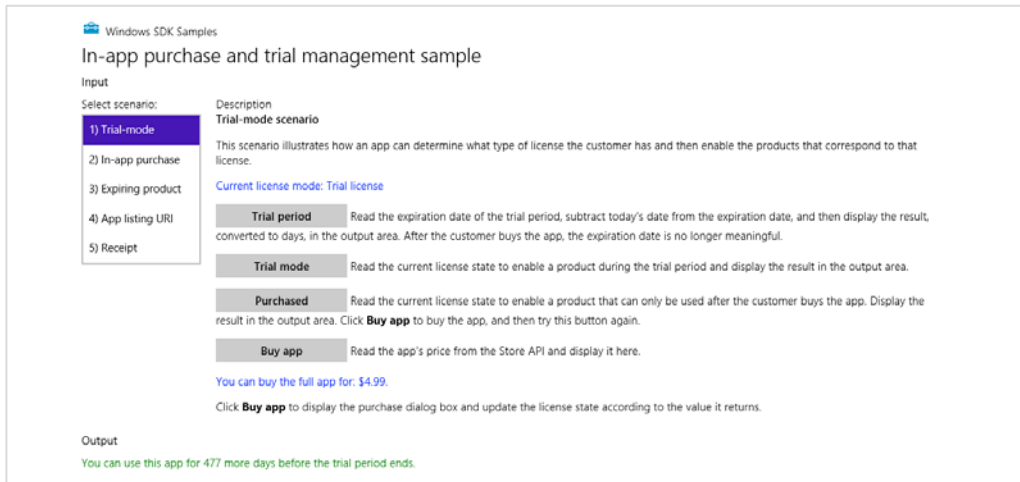 Windows SDK Samples
In-app purchase and trial management sample
Input
Select scenario:
1) Trial-mode
2) In-app purchase
3) Expiring product
4) App listing URI
5) Receipt
Description
Trial-mode scenario
This scenario illustrates how an app can determine what type of license the customer has and then enable the products that correspond to that
license.
Current license mode: Trial license
Trial period Read the expiration date of the trial period, subtract today's date from the expiration date, and then display the result,
converted to days, in the output area. After the customer buys the app, the expiration date is no longer meaningful.
Trial mode Read the current license state to enable a product during the trial period and display the result in the output area.
Purchased Read the current license state to enable a product that can only be used after the customer buys the app. Display the
result in the output area. Click Buy app to buy the app, and then try this button again.
Buy app Read the app's price from the Store API and display it here.
You can buy the full app for: $4.99.
Click Buy app to display the purchase dialog box and update the license state according to the value it returns.
Output
You can use this app for 477 more days before the trial period ends.